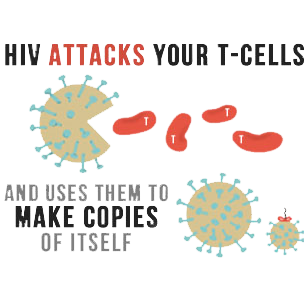 HIV ATTACKS YOUR T-CELLS
T
T
T
T
AND USES THEM TO
MAKE COPIES
OF ITSELF